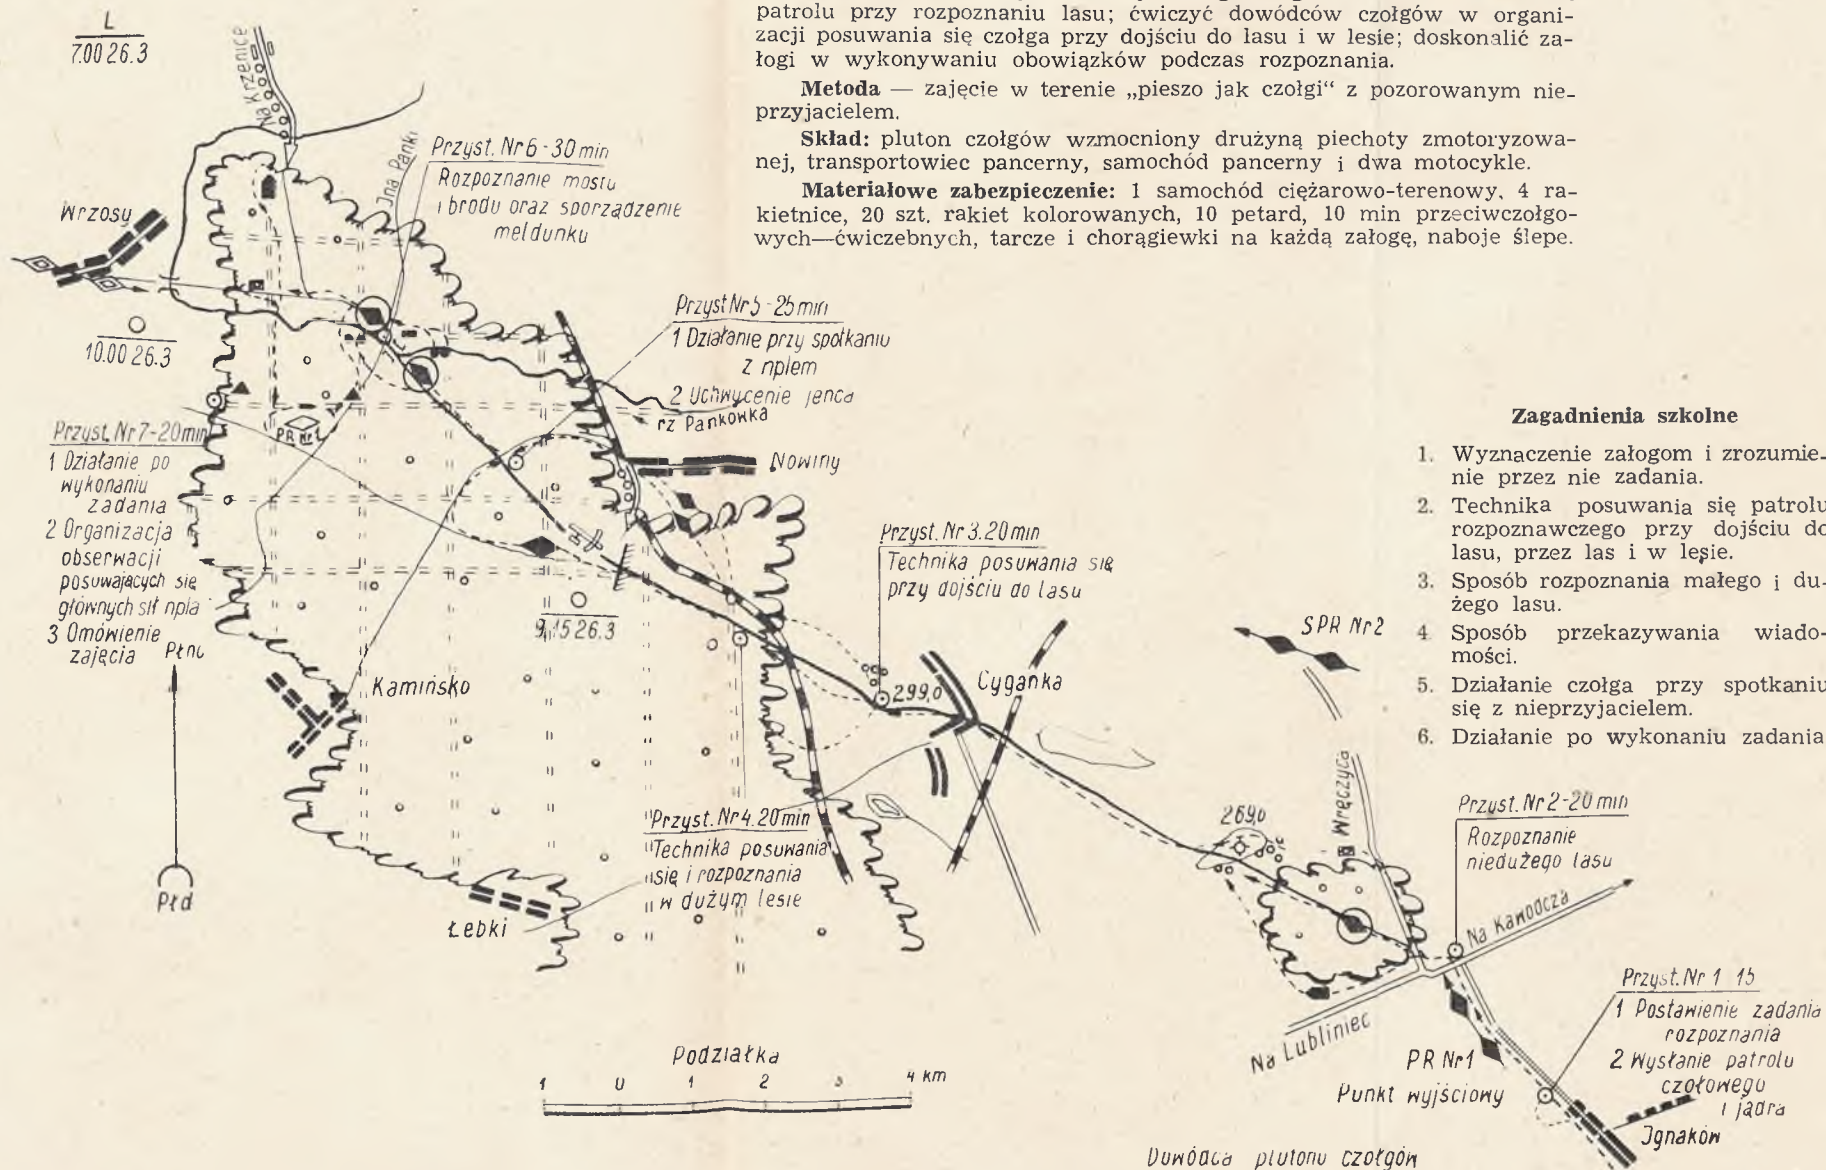 patrolu przy rozpoznaniu lasu; ćwiczyć dowódców czołgów w organi-
zacji posuwania się czołga przy dojściu do lasu i w lesie; doskonalić za-
łogi w wykonywaniu obowiązków podczas rozpoznania.
Metoda — zajęcie w terenie „pieszo jak czołgi“ z pozorowanym nie-
przyjacielem.
Skład: pluton czołgów wzmocniony drużyną piechoty zmotoryzowa-
nej, transportowiec pancerny, samochód pancerny i dwa motocykle.
Materiałowe zabezpieczenie: 1 samochód ciężarowo-terenowy, 4 ra-
kietnice, 20 szt. rakiet kolorowanych, 10 petard, 10 min przeciwczołgo-
wych—ćwiczebnych, tarcze i chorągiewki na każdą załogę, naboje ślepe.
L
7.00 26.3
Na Krzenice
Jna Panki
Przyst. Nr 6 - 30 min
Rozpoznanie mostu
i brodu oraz sporządzenie
meldunku
Wrzosy
10.00 26.3
Przyst Nr 5 - 25 min
1 Działanie przy spotkaniu
z nplem
2 Uchwycenie jenca
rz Pankowka
Nowiny
PR Nr 1
Przyst. Nr 7 - 20 min
1 Działanie po
wykonaniu
zadania
2 Organizacja
obserwacji
posuwających się
głównych sił npla
3 Omówienie
zajęcia
Płnc
Płd
Kamińsko
9.15 26.3
Przyst. Nr 3. 20 min
Technika posuwania się
przy dojściu do lasu
299,0
Cyganka
SPR Nr 2
Zagadnienia szkolne
1. Wyznaczenie załogom i zrozumie-
nie przez nie zadania.
2. Technika posuwania się patrolu
rozpoznawczego przy dojściu do
lasu, przez las i w lesie.
3. Sposób rozpoznania małego i du-
żego lasu.
4 Sposób przekazywania wiado-
mości.
5. Działanie czołga przy spotkaniu
się z nieprzyjacielem.
6. Działanie po wykonaniu zadania
Przyst. Nr 4. 20 min
Technika posuwania
się i rozpoznania
w dużym lesie
Łebki
269,0
Wręczyca
Przyst. Nr 2 - 20 min
Rozpoznanie
niedużego lasu
Na Kawodcza
Na Lubliniec
Przyst. Nr 1 15
1 Postawienie zadania
rozpoznania
2 Wysłanie patrolu
czołowego
i jądra
PR Nr 1
Punkt wyjściowy
Jgnaków
Podziałka
1 0 1 2 3 4 km
Dowódca plutonu czołgów